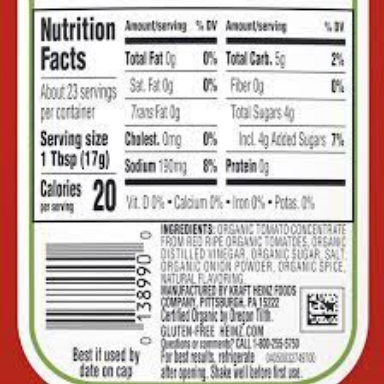 Nutrition Facts
About 23 servings per container
Serving size
1 Tbsp (17g)
Calories 20
per serving
Amount/serving % DV
Total Fat 0g 0%
Sat. Fat 0g 0%
Trans Fat 0g
Cholest. 0mg 0%
Sodium 190mg 8%
Amount/serving % DV
Total Carb. 5g 2%
Fiber 0g 0%
Total Sugars 4g
Incl. 4g Added Sugars 7%
Protein 0g
Vit. D 0% • Calcium 0% • Iron 0% • Potas. 0%
INGREDIENTS: ORGANIC TOMATO CONCENTRATE
FROM RED RIPE ORGANIC TOMATOES, ORGANIC
DISTILLED VINEGAR, ORGANIC SUGAR, SALT,
ORGANIC ONION POWDER, ORGANIC SPICE,
NATURAL FLAVORING.
MANUFACTURED BY KRAFT HEINZ FOODS
COMPANY, PITTSBURGH, PA 15222
Certified Organic by Oregon Tilth.
GLUTEN-FREE HEINZ.COM
Questions or comments? CALL 1-800-255-5750
For best results, refrigerate
after opening. Shake well before first use.
0 138990 0
Best if used by
date on cap